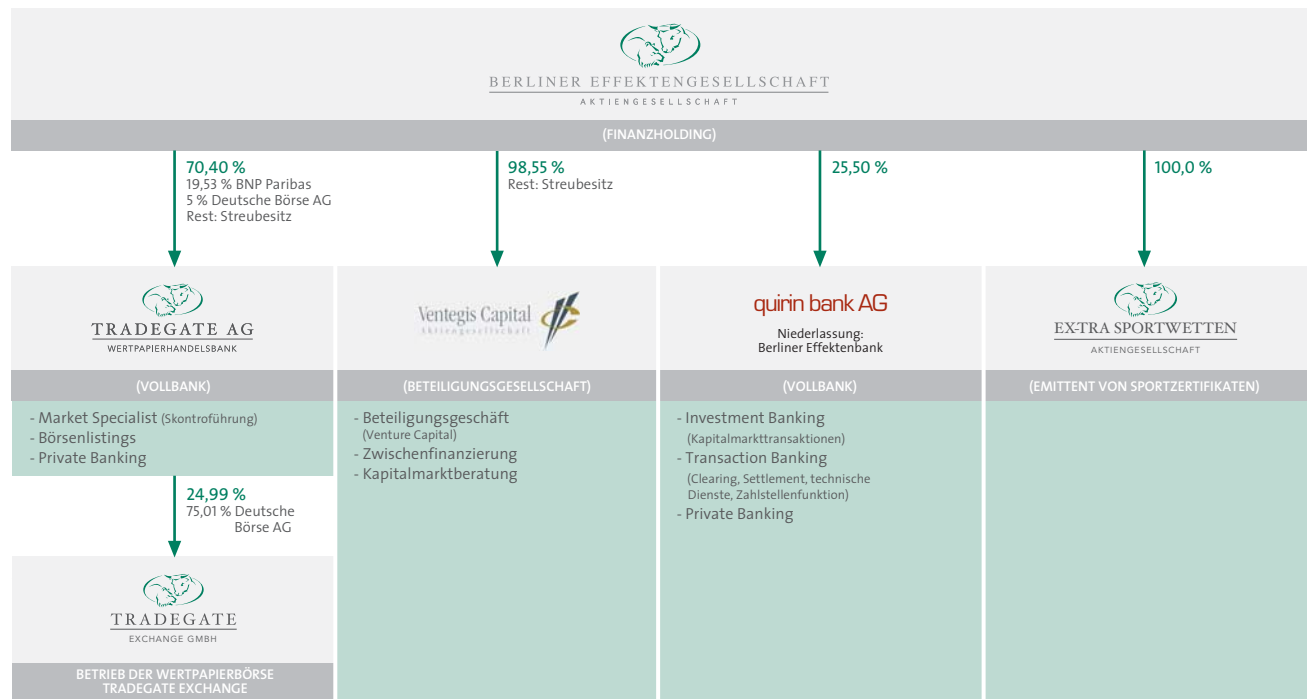 BERLINER EFFEKTENGESELLSCHAFT
AKTIENGESELLSCHAFT
(FINANZHOLDING)
70,40 %
19,53 % BNP Paribas
5 % Deutsche Börse AG
Rest: Streubesitz
98,55 %
Rest: Streubesitz
25,50 %
100,0 %
TRADEGATE AG
WERTPAPIERHANDELSBANK
(VOLLBANK)
- Market Specialist (Skontroführung)
- Börsenlistings
- Private Banking
24,99 %
75,01 % Deutsche
Börse AG
TRADEGATE
EXCHANGE GMBH
BETRIEB DER WERTPAPIERBÖRSE
TRADEGATE EXCHANGE
Ventegis Capital
Aktiengesellschaft
(BETEILIGUNGSGESELLSCHAFT)
- Beteiligungsgeschäft
(Venture Capital)
- Zwischenfinanzierung
- Kapitalmarktberatung
quirin bank AG
Niederlassung:
Berliner Effektenbank
(VOLLBANK)
- Investment Banking
(Kapitalmarkttransaktionen)
- Transaction Banking
(Clearing, Settlement, technische
Dienste, Zahlstellenfunktion)
- Private Banking
EX-TRA SPORTWETTEN
AKTIENGESELLSCHAFT
(EMITTENT VON SPORTZERTIFIKATEN)